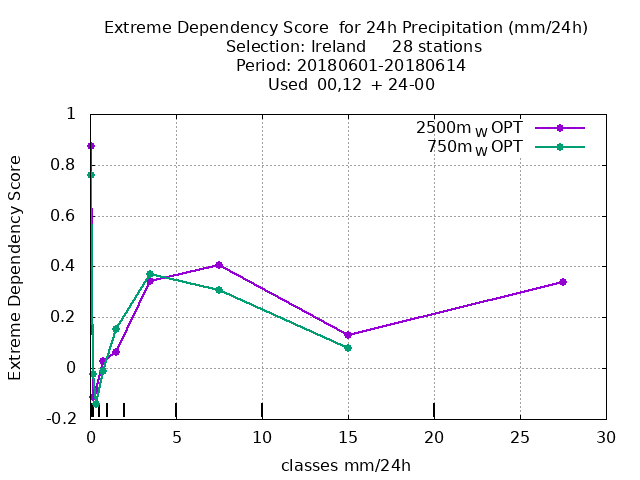 Extreme Dependency Score  for 24h Precipitation (mm/24h)
Selection: Ireland     28 stations
Period: 20180601-20180614
Used  00,12  + 24-00
2500m W OPT
750m W OPT
Extreme Dependency Score
1
0.8
0.6
0.4
0.2
0
-0.2
0 5 10 15 20 25 30
classes mm/24h